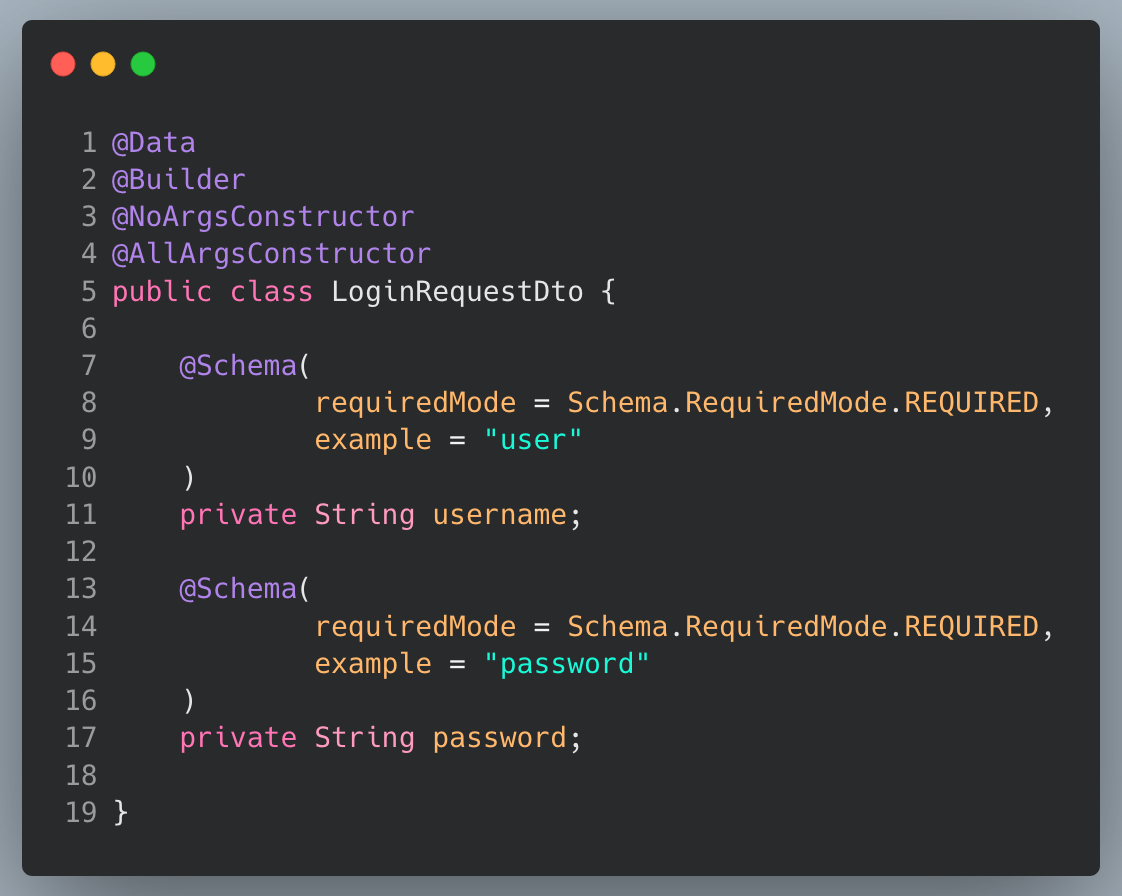 1 @Data
2 @Builder
3 @NoArgsConstructor
4 @AllArgsConstructor
5 public class LoginRequestDto {
6
7     @Schema(
8             requiredMode = Schema.RequiredMode.REQUIRED,
9             example = "user"
10     )
11     private String username;
12
13     @Schema(
14             requiredMode = Schema.RequiredMode.REQUIRED,
15             example = "password"
16     )
17     private String password;
18
19 }